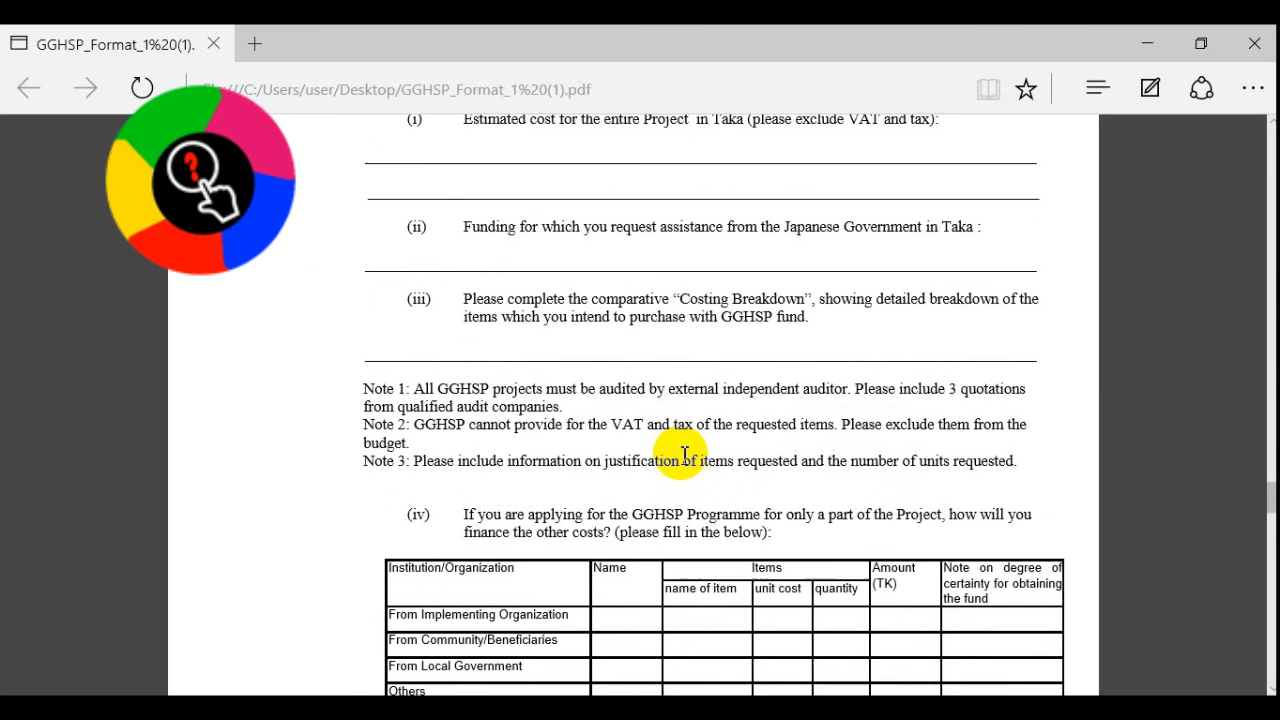 GGHSP_Format_1%20(1).
C:/Users/user/Desktop/GGHSP_Format_1%20(1).pdf
?
(i) Estimated cost for the entire Project in Taka (please exclude VAT and tax):
(ii) Funding for which you request assistance from the Japanese Government in Taka :
(iii) Please complete the comparative “Costing Breakdown”, showing detailed breakdown of the
items which you intend to purchase with GGHSP fund.
Note 1: All GGHSP projects must be audited by external independent auditor. Please include 3 quotations
from qualified audit companies.
Note 2: GGHSP cannot provide for the VAT and tax of the requested items. Please exclude them from the
budget.
Note 3: Please include information on justification of items requested and the number of units requested.
(iv) If you are applying for the GGHSP Programme for only a part of the Project, how will you
finance the other costs? (please fill in the below):
Institution/Organization Name Items Amount Note on degree of
name of item unit cost quantity (TK) certainty for obtaining
the fund
From Implementing Organization
From Community/Beneficiaries
From Local Government
Others